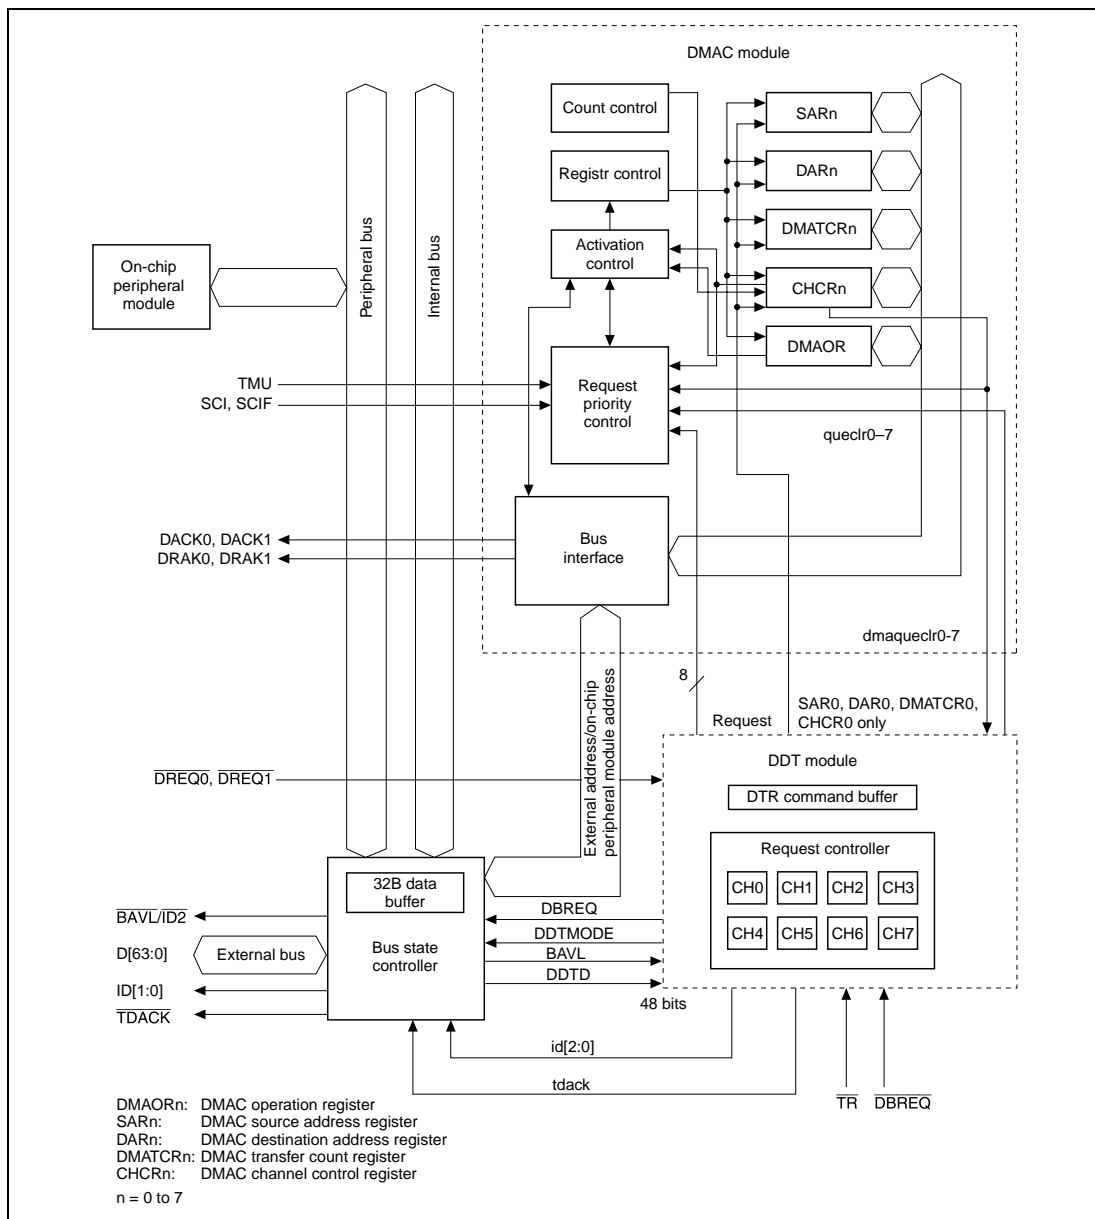 DMAC module
Count control
SARn
Registr control
DARn
DMATCRn
Activation
control
CHCRn
DMAOR
On-chip
peripheral
module
Peripheral bus
Internal bus
TMU
SCI, SCIF
Request
priority
control
queclr0–7
DACK0, DACK1
DRAK0, DRAK1
Bus
interface
dmaqueclr0-7
External address/on-chip
peripheral module address
8
Request
SAR0, DAR0, DMATCR0,
CHCR0 only
DREQ0, DREQ1
DDT module
DTR command buffer
Request controller
CH0 CH1 CH2 CH3
CH4 CH5 CH6 CH7
32B data
buffer
Bus state
controller
BAVL/ID2
D[63:0]
External bus
ID[1:0]
TDACK
DBREQ
DDTMODE
BAVL
DDTD
48 bits
id[2:0]
tdack
TR DBREQ
DMAORn: DMAC operation register
SARn: DMAC source address register
DARn: DMAC destination address register
DMATCRn: DMAC transfer count register
CHCRn: DMAC channel control register
n = 0 to 7